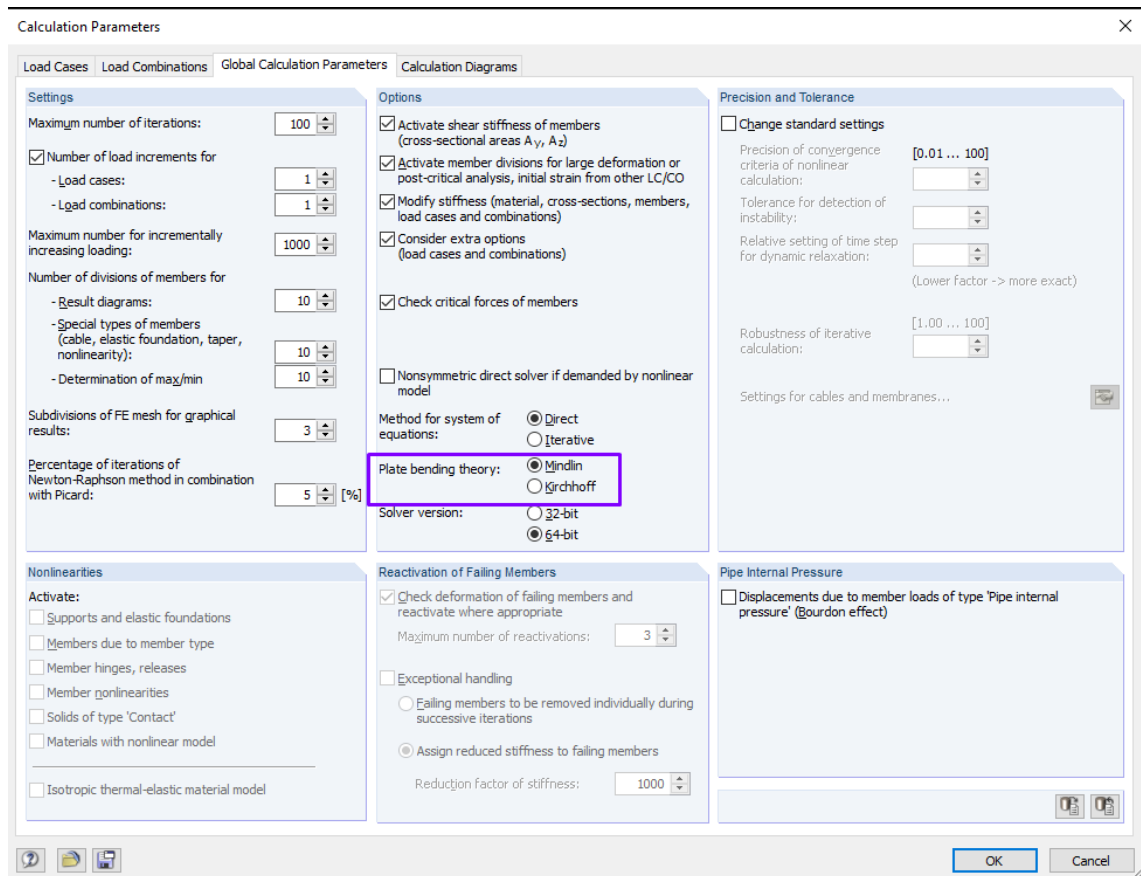 Calculation Parameters
Load Cases
Load Combinations
Global Calculation Parameters
Calculation Diagrams
Settings
Maximum number of iterations:
100
Number of load increments for
- Load cases:
1
- Load combinations:
1
Maximum number for incrementally
increasing loading:
1000
Number of divisions of members for
- Result diagrams:
10
- Special types of members
(cable, elastic foundation, taper,
nonlinearity):
10
- Determination of max/min
10
Subdivisions of FE mesh for graphical
results:
3
Percentage of iterations of
Newton-Raphson method in combination
with Picard:
5
[%]
Options
Activate shear stiffness of members
(cross-sectional areas Ay, Az)
Activate member divisions for large deformation or
post-critical analysis, initial strain from other LC/CO
Modify stiffness (material, cross-sections, members,
load cases and combinations)
Consider extra options
(load cases and combinations)
Check critical forces of members
Nonsymmetric direct solver if demanded by nonlinear
model
Method for system of
equations:
Direct
Iterative
Plate bending theory:
Mindlin
Kirchhoff
Solver version:
32-bit
64-bit
Precision and Tolerance
Change standard settings
Precision of convergence
criteria of nonlinear
calculation:
[0.01 ... 100]
Tolerance for detection of
instability:
Relative setting of time step
for dynamic relaxation:
(Lower factor -> more exact)
[1.00 ... 100]
Robustness of iterative
calculation:
Settings for cables and membranes...
Nonlinearities
Activate:
Supports and elastic foundations
Members due to member type
Member hinges, releases
Member nonlinearities
Solids of type 'Contact'
Materials with nonlinear model
Isotropic thermal-elastic material model
Reactivation of Failing Members
Check deformation of failing members and
reactivate where appropriate
Maximum number of reactivations:
3
Exceptional handling
Failing members to be removed individually during
successive iterations
Assign reduced stiffness to failing members
Reduction factor of stiffness:
1000
Pipe Internal Pressure
Displacements due to member loads of type 'Pipe internal
pressure' (Bourdon effect)
OK
Cancel